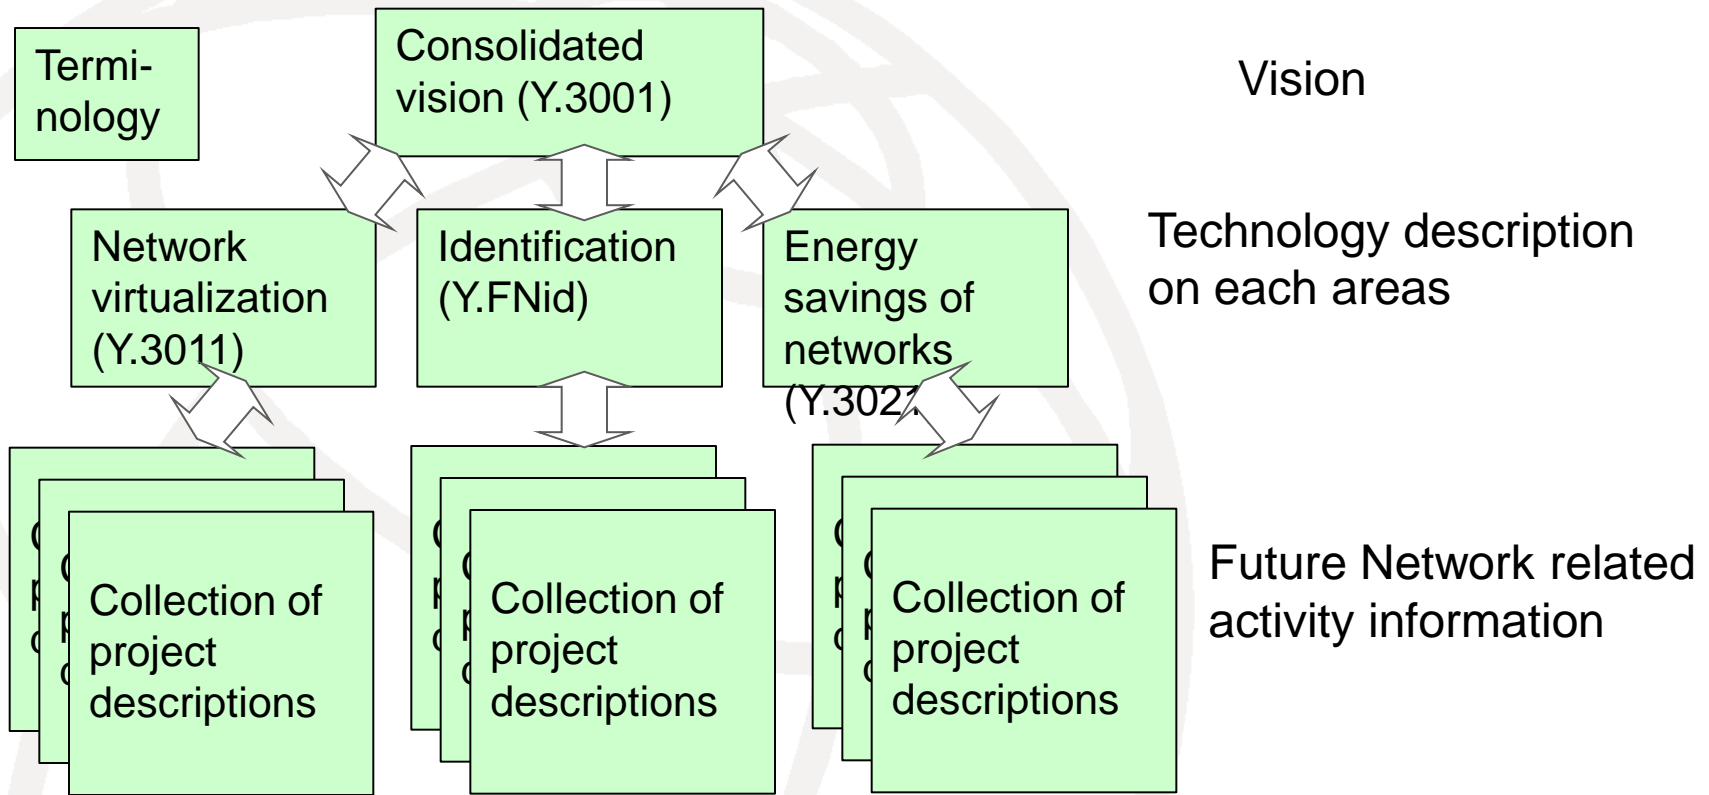 Termi-
nology
Consolidated
vision (Y.3001)
Vision
Network
virtualization
(Y.3011)
Identification
(Y.FNid)
Energy
savings of
networks
(Y.3021
Technology description
on each areas
Collection of
project
descriptions
Collection of
project
descriptions
Collection of
project
descriptions
Future Network related
activity information